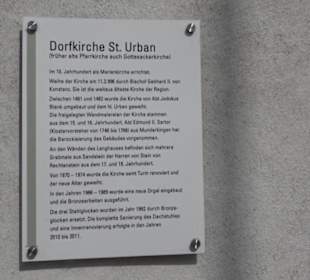 Dorfkirche St. Urban
(früher alte Pfarrkirche auch Gottesackerkirche)
Im 10. Jahrhundert als Marienkirche errichtet.
Weihe der Kirche am 11.3.996 durch Bischof Gebhard II. von
Konstanz. Sie ist die weitaus älteste Kirche der Region.
Zwischen 1461 und 1482 wurde die Kirche von Abt Jodokus
Blank umgebaut und dem hl. Urban geweiht.
Die freigelegten Wandmalereien der Kirche stammen
aus dem 15. und 16. Jahrhundert. Abt Edmund II. Sartor
(Klostervorsteher von 1746 bis 1768) aus Munderkingen hat
die Barockisierung des Gebäudes vorgenommen.
An den Wänden des Langhauses befinden sich mehrere
Grabmale aus Sandstein der Herren von Stein von
Rechtenstein aus dem 17. und 18. Jahrhundert.
Von 1970 – 1974 wurde die Kirche samt Turm renoviert und
der neue Altar geweiht.
In den Jahren 1988 – 1989 wurde eine neue Orgel eingebaut
und die Bronzearbeiten ausgeführt.
Die drei Stahlglocken wurden im Jahr 1992 durch Bronze-
glocken ersetzt. Die komplette Sanierung des Dachstuhles
und eine Innenrenovierung erfolgte in den Jahren
2010 bis 2011.